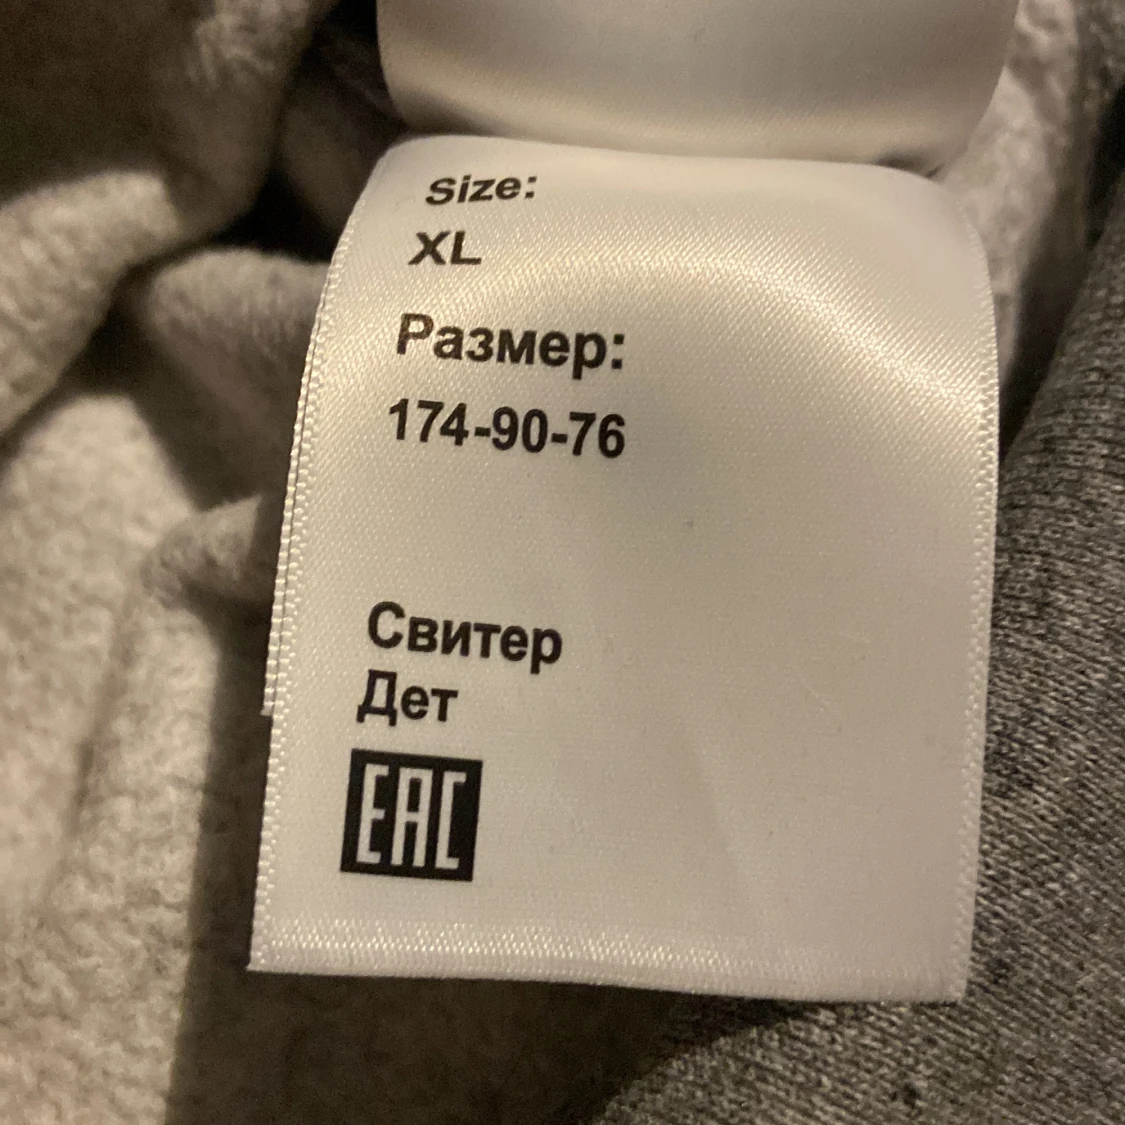 Size:
XL
Размер:
174-90-76
Свитер
Дет
EAC